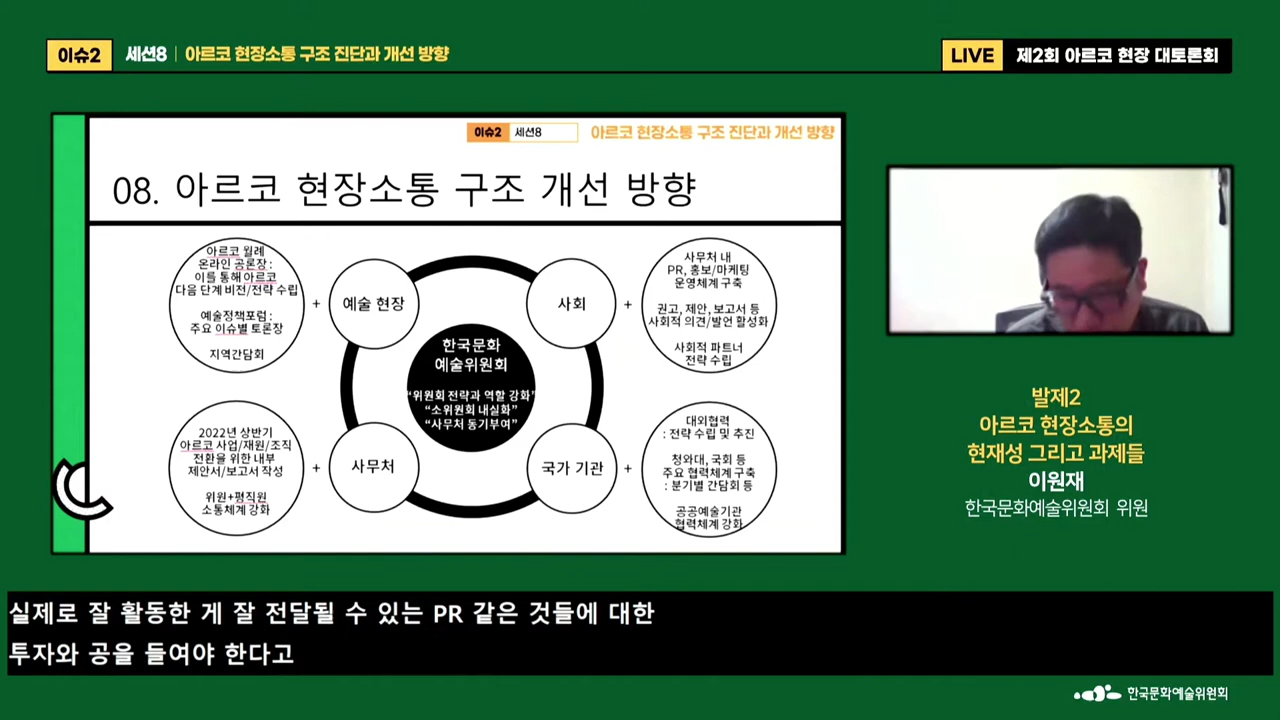 이슈2 세션8 아르코 현장소통 구조 진단과 개선 방향
LIVE 제2회 아르코 현장 대토론회
이슈2 세션8 아르코 현장소통 구조 진단과 개선 방향
08. 아르코 현장소통 구조 개선 방향
아르코 월례
온라인 공론장 :
이를 통해 아르코
다음 단계 비전/전략 수립
예술정책포럼 :
주요 이슈별 토론장
지역간담회
+
예술 현장
사회
+
사무처 내
PR, 홍보/마케팅
운영체계 구축
권고, 제안, 보고서 등
사회적 의견/발언 활성화
사회적 파트너
전략 수립
한국문화
예술위원회
“위원회 전략과 역할 강화”
“소위원회 내실화”
“사무처 동기부여”
2022년 상반기
아르코 사업/재원/조직
전환을 위한 내부
제안서/보고서 작성
위원+평직원
소통체계 강화
+
사무처
국가 기관
+
대외협력
: 전략 수립 및 추진
청와대, 국회 등
주요 협력체계 구축
: 분기별 간담회 등
공공예술기관
협력체계 강화
발제2
아르코 현장소통의
현재성 그리고 과제들
이원재
한국문화예술위원회 위원
실제로 잘 활동한 게 잘 전달될 수 있는 PR 같은 것들에 대한
투자와 공을 들여야 한다고
한국문화예술위원회